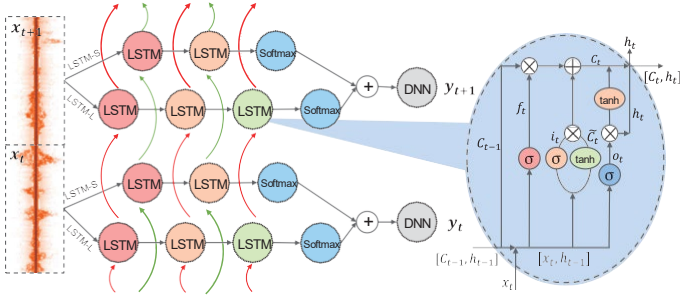 x_{t+1}
LSTM-S
LSTM
LSTM
Softmax
LSTM-L
LSTM
LSTM
LSTM
Softmax
+
DNN
y_{t+1}
x_t
LSTM-S
LSTM
LSTM
Softmax
LSTM-L
LSTM
LSTM
LSTM
Softmax
+
DNN
y_t
h_t
C_t
[C_t, h_t]
tanh
f_t
h_t
i_t
C̃_t
C_{t-1}
σ
σ
tanh
o_t
σ
[C_{t-1}, h_{t-1}]
[x_t, h_{t-1}]
x_t